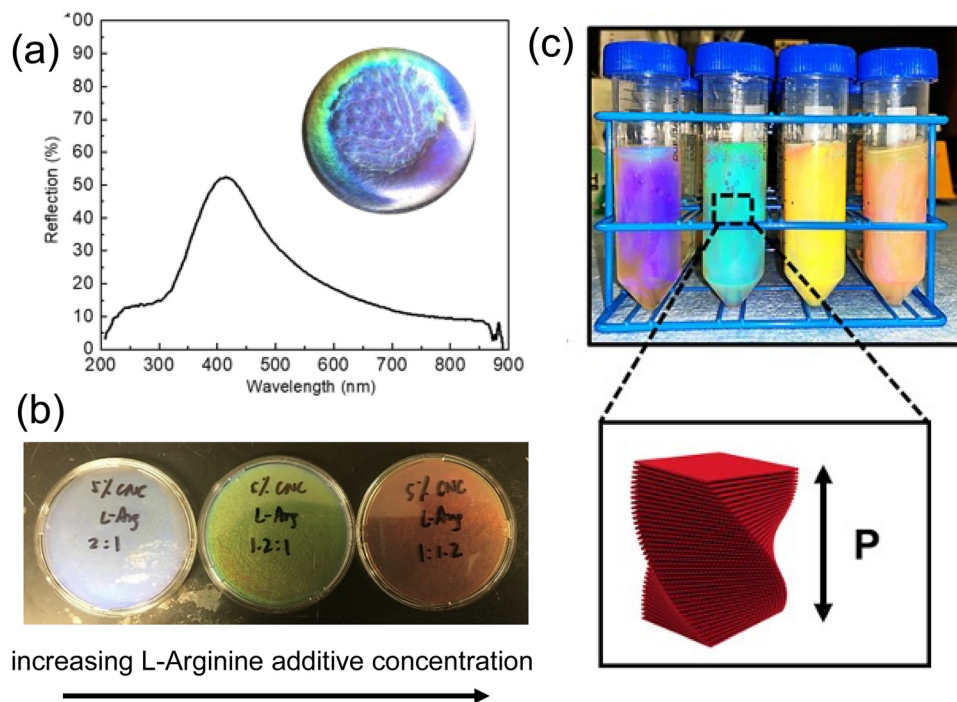 (a)
100
90
80
70
60
50
40
30
20
10
0
Reflection (%)
200 300 400 500 600 700 800 900
Wavelength (nm)
(b)
5% CNC
L-Arg
2:1
5% CNC
L-Arg
1.2:1
5% CNC
L-Arg
1:1.2
increasing L-Arginine additive concentration
(c)
P